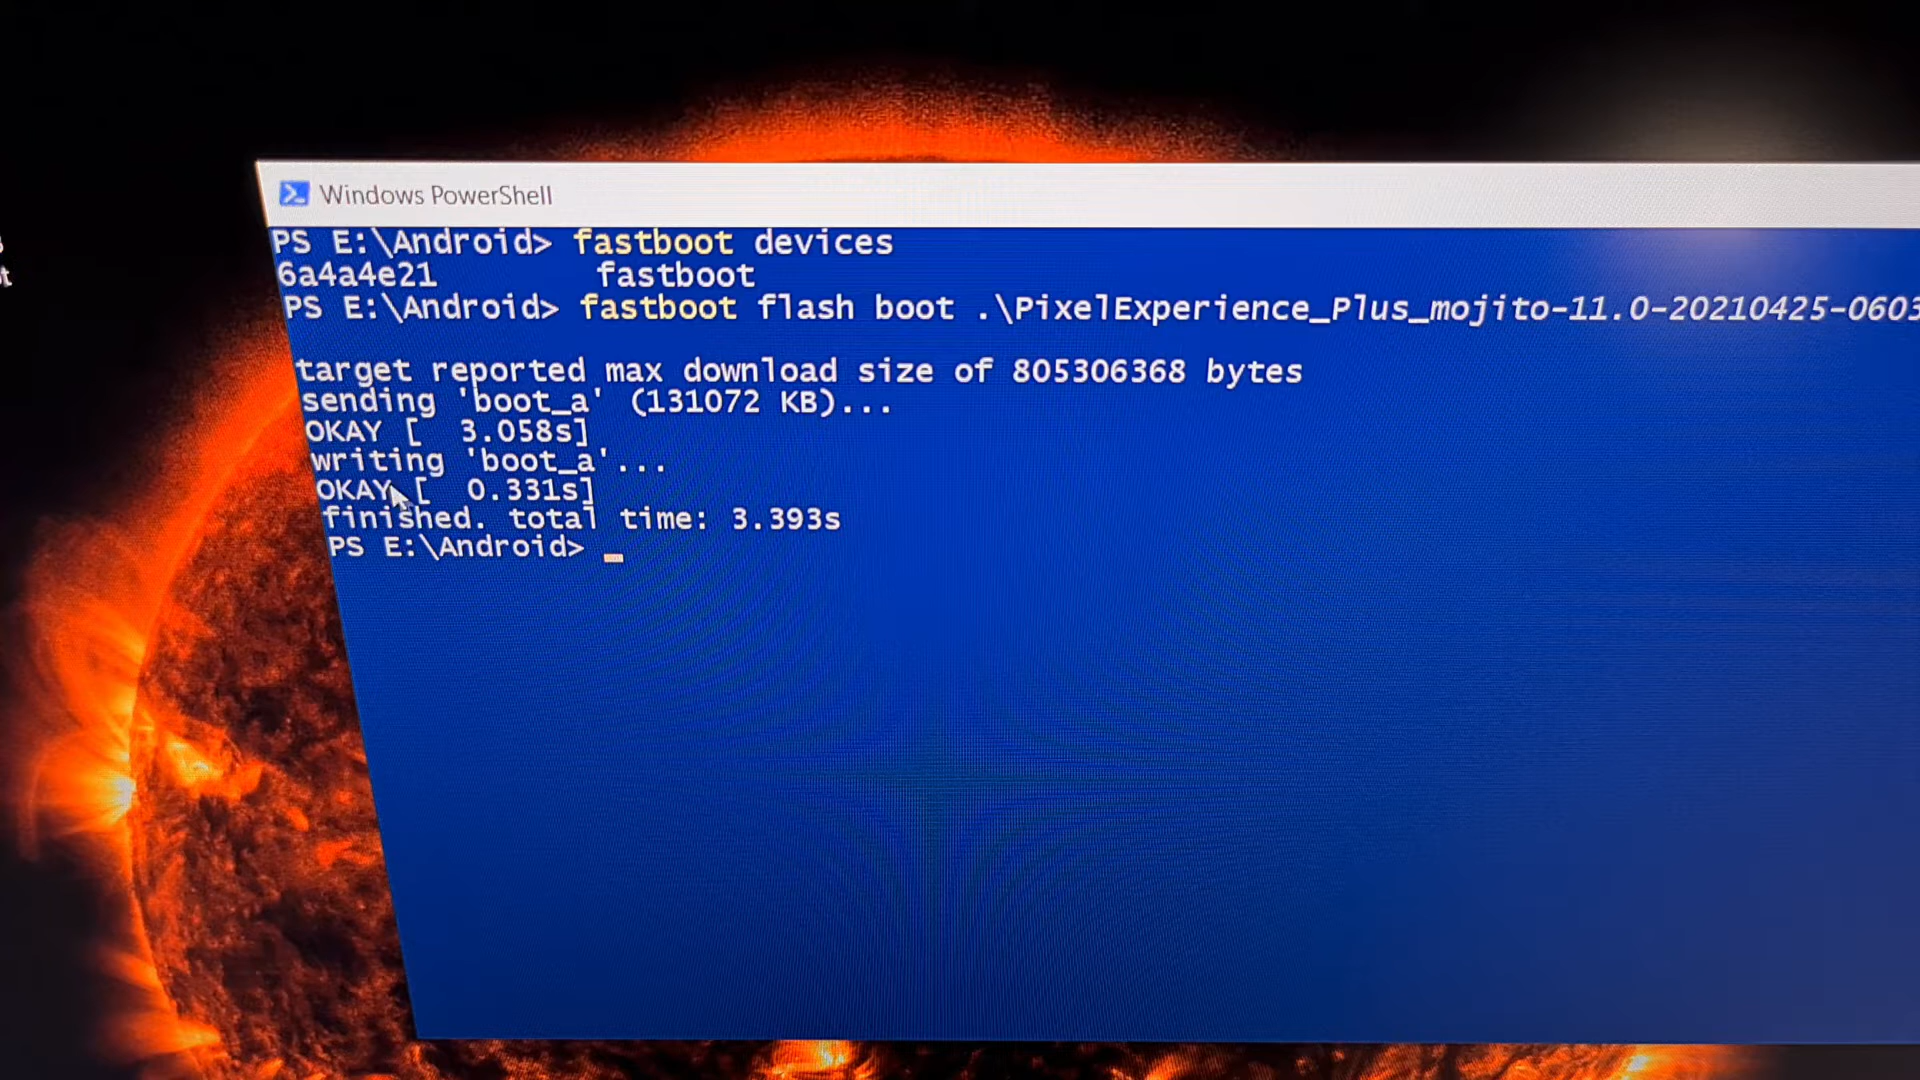 Windows PowerShell
PS E:\Android> fastboot devices
6a4a4e21 fastboot
PS E:\Android> fastboot flash boot .\PixelExperience_Plus_mojito-11.0-20210425-0603
target reported max download size of 805306368 bytes
sending 'boot_a' (131072 KB)...
OKAY [ 3.058s]
writing 'boot_a'...
OKAY [ 0.331s]
finished. total time: 3.393s
PS E:\Android>